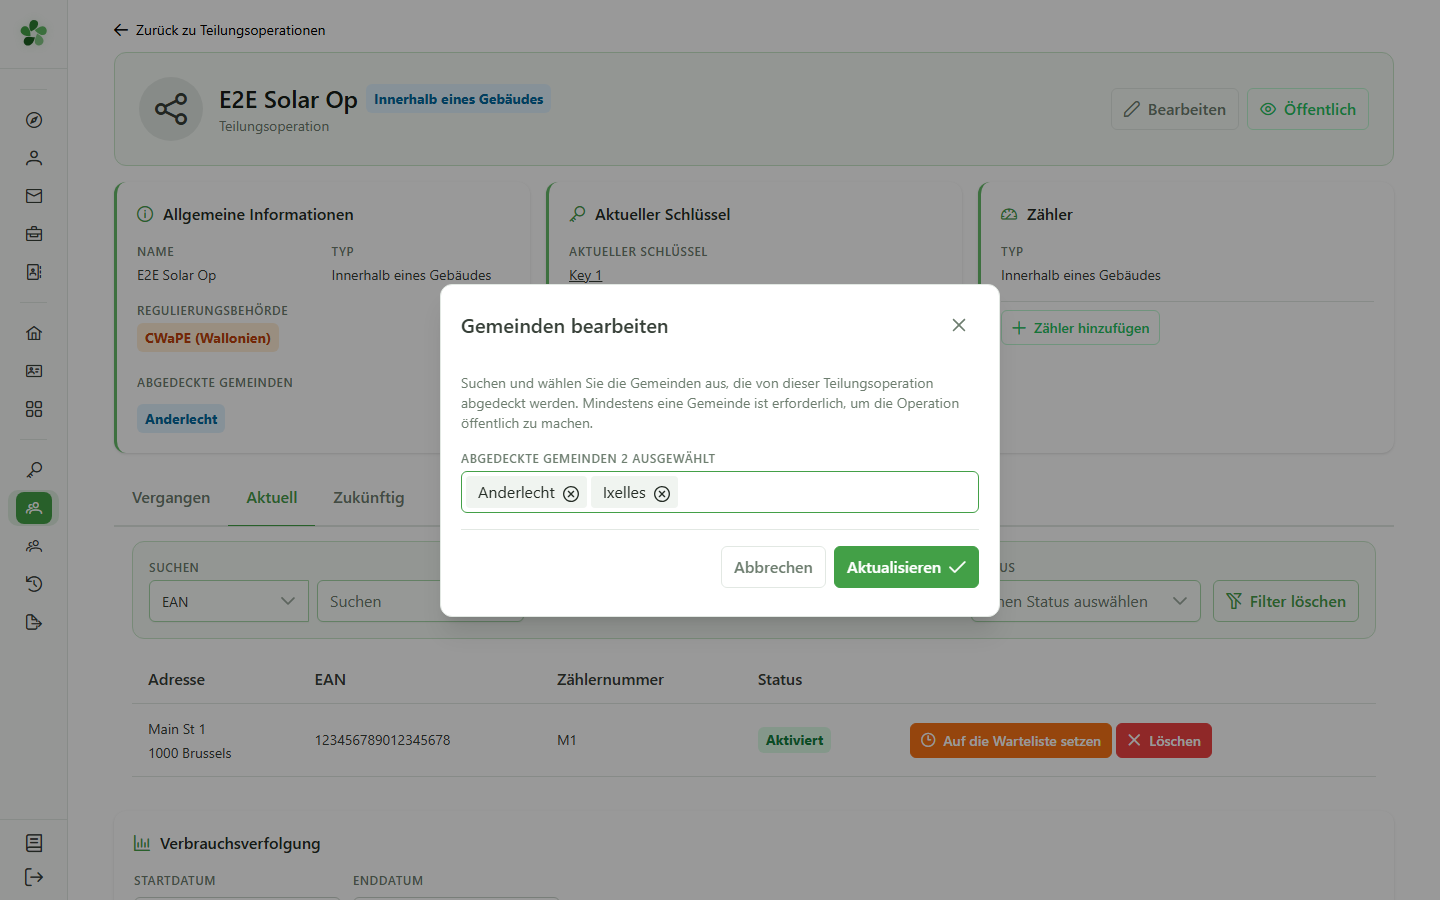 Zurück zu Teilungsoperationen
E2E Solar Op
Innerhalb eines Gebäudes
Teilungsoperation
Bearbeiten
Öffentlich
Allgemeine Informationen
NAME
TYP
E2E Solar Op
Innerhalb eines Gebäudes
REGULIERUNGSBEHÖRDE
CWaPE (Wallonien)
ABGEDECKTE GEMEINDEN
Anderlecht
Aktueller Schlüssel
AKTUELLER SCHLÜSSEL
Key 1
Zähler
TYP
Innerhalb eines Gebäudes
Zähler hinzufügen
Gemeinden bearbeiten
Suchen und wählen Sie die Gemeinden aus, die von dieser Teilungsoperation
abgedeckt werden. Mindestens eine Gemeinde ist erforderlich, um die Operation
öffentlich zu machen.
ABGEDECKTE GEMEINDEN 2 AUSGEWÄHLT
Anderlecht
Ixelles
Abbrechen
Aktualisieren
Vergangen
Aktuell
Zukünftig
SUCHEN
EAN
Suchen
Status auswählen
Filter löschen
Adresse
EAN
Zählernummer
Status
Main St 1
1000 Brussels
123456789012345678
M1
Aktiviert
Auf die Warteliste setzen
Löschen
Verbrauchsverfolgung
STARTDATUM
ENDDATUM